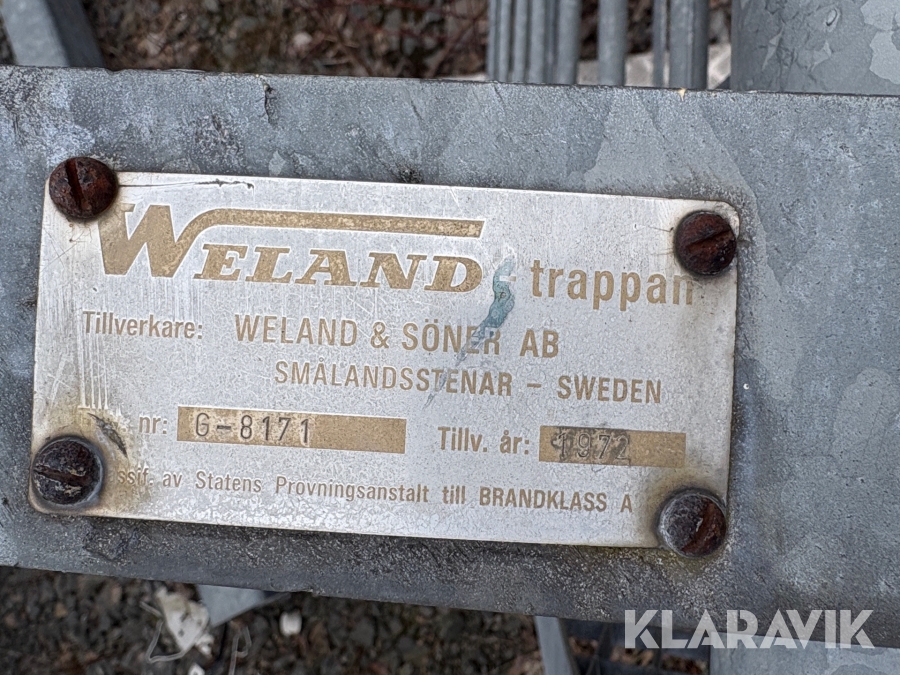 WELAND trappan
Tillverkare: WELAND & SÖNER AB
SMÅLANDSSTENAR - SWEDEN
nr: G-8171 Tillv. år: 1972
ssif. av Statens Provningsanstalt till BRANDKLASS A
KLARAVIK